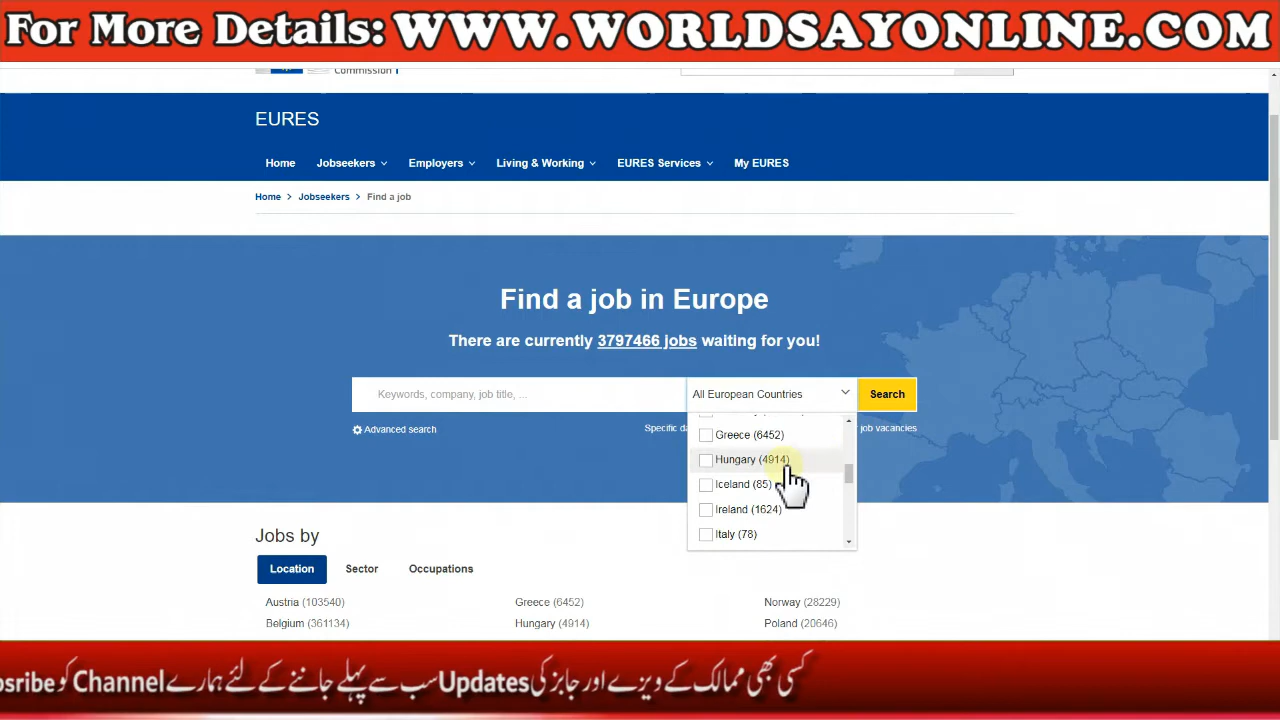 For More Details: WWW.WORLDSAYONLINE.COM
Commission
EURES
Home Jobseekers Employers Living & Working EURES Services My EURES
Home > Jobseekers > Find a job
Find a job in Europe
There are currently 3797466 jobs waiting for you!
Keywords, company, job title, ... All European Countries Search
Advanced search Specific da job vacancies
Greece (6452)
Hungary (4914)
Iceland (85)
Ireland (1624)
Italy (78)
Jobs by
Location Sector Occupations
Austria (103540) Greece (6452) Norway (28229)
Belgium (361134) Hungary (4914) Poland (20646)
کسی بھی ممالک کے ویزے اور جابز کی Updates سب سے پہلے جاننے کے لئے ہمارے Channel کو